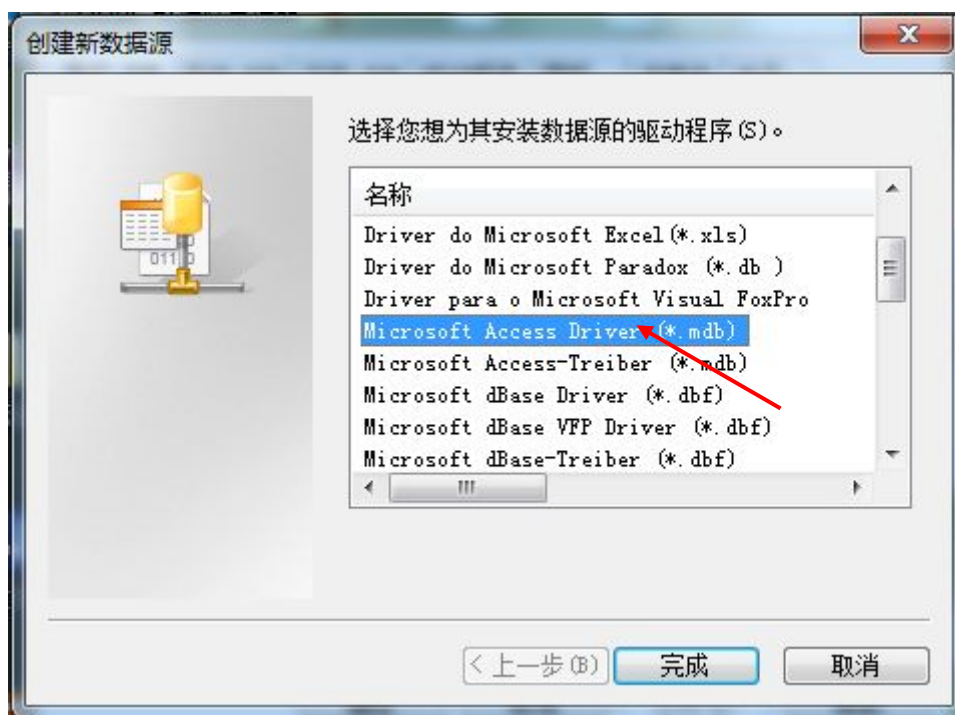 创建新数据源
选择您想为其安装数据源的驱动程序(S)。
名称
Driver do Microsoft Excel(*.xls)
Driver do Microsoft Paradox (*.db )
Driver para o Microsoft Visual FoxPro
Microsoft Access Driver (*.mdb)
Microsoft Access-Treiber (*.mdb)
Microsoft dBase Driver (*.dbf)
Microsoft dBase VFP Driver (*.dbf)
Microsoft dBase-Treiber (*.dbf)
< 上一步(B) 完成 取消